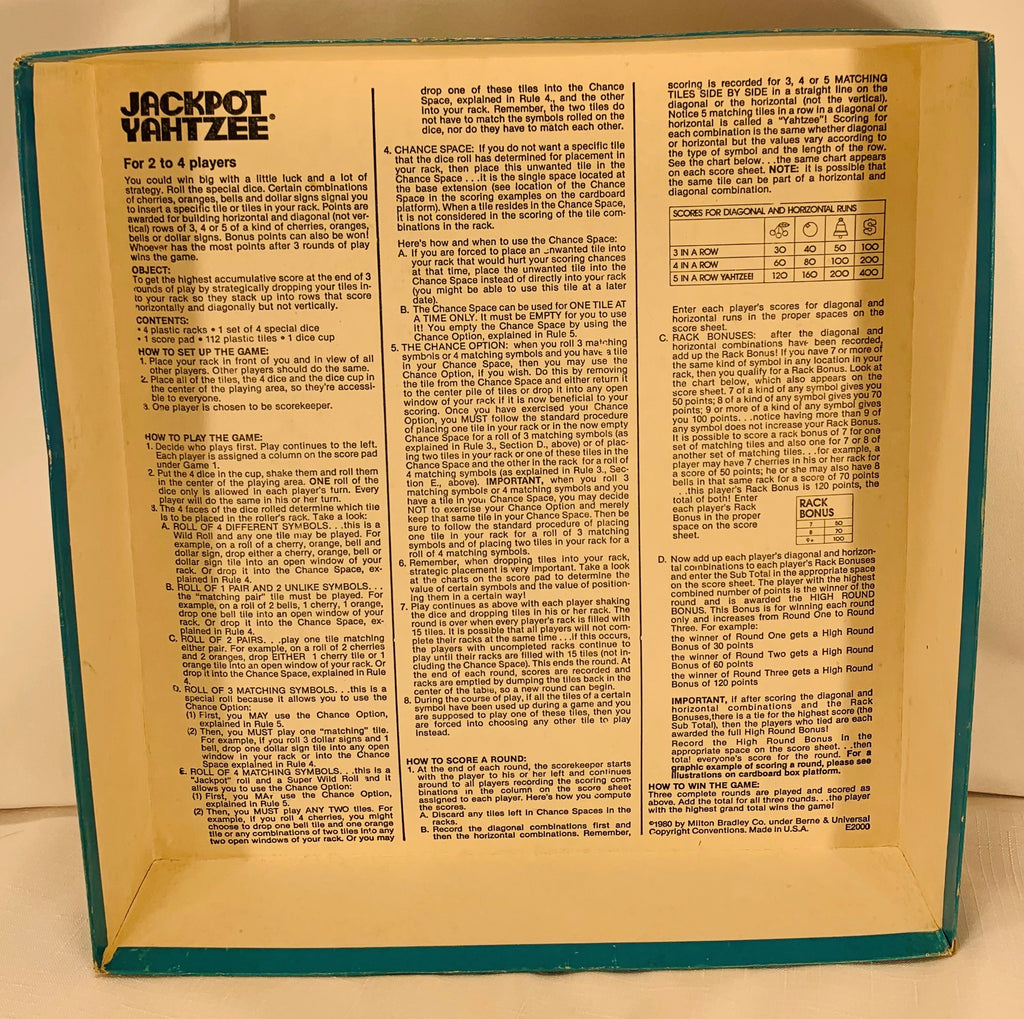 JACKPOT
YAHTZEE®
For 2 to 4 players
You could win big with a little luck and a lot of
strategy. Roll the special dice. Certain combinations
of cherries, oranges, bells and dollar signs signal you
to insert a specific tile or tiles in your rack. Points are
awarded for building horizontal and diagonal (not ver-
tical) rows of 3, 4 or 5 of a kind of cherries, oranges,
bells or dollar signs. Bonus points can also be won!
Whoever has the most points after 3 rounds of play
wins the game.
OBJECT:
To get the highest accumulative score at the end of 3
rounds of play by strategically dropping your tiles in-
to your rack so they stack up into rows that score
horizontally and diagonally but not vertically.
CONTENTS:
• 4 plastic racks • 1 set of 4 special dice
• 1 score pad • 112 plastic tiles • 1 dice cup
HOW TO SET UP THE GAME:
1. Place your rack in front of you and in view of all
other players. Other players should do the same.
2. Place all of the tiles, the 4 dice and the dice cup in
the center of the playing area, so they're accessi-
ble to everyone.
3. One player is chosen to be scorekeeper.
HOW TO PLAY THE GAME:
1. Decide who plays first. Play continues to the left.
Each player is assigned a column on the score pad
under Game 1.
2. Put the 4 dice in the cup, shake them and roll them
in the center of the playing area. ONE roll of the
dice only is allowed in each player's turn. Every
player will do the same in his or her turn.
3. The 4 faces of the dice rolled determine which tile
is to be placed in the roller's rack. Take a look:
A. ROLL OF 4 DIFFERENT SYMBOLS. . .this is a
Wild Roll and any one tile may be played. For
example, on a roll of a cherry, orange, bell and
dollar sign, drop either a cherry, orange, bell or
dollar sign tile into an open window of your
rack. Or drop it into the Chance Space, ex-
plained in Rule 4.
B. ROLL OF 1 PAIR AND 2 UNLIKE SYMBOLS. . .
the "matching pair" tile must be played. For
example, on a roll of 2 bells, 1 cherry, 1 orange,
drop one bell tile into an open window of your
rack. Or drop it into the Chance Space, ex-
plained in Rule 4.
C. ROLL OF 2 PAIRS. . .play one tile matching
either pair. For example, on a roll of 2 cherries
and 2 oranges, drop EITHER 1 cherry tile or 1
orange tile into an open window of your rack. Or
drop it into the Chance Space, explained in Rule
4.
D. ROLL OF 3 MATCHING SYMBOLS. . .this is a
special roll because it allows you to use the
Chance Option:
(1) First, you MAY use the Chance Option,
explained in Rule 5.
(2) Then, you MUST play one "matching" tile.
For example, if you roll 3 dollar signs and 1
bell, drop one dollar sign tile into any open
window in your rack or into the Chance
Space explained in Rule 4.
E. ROLL OF 4 MATCHING SYMBOLS. . .this is a
"Jackpot" roll and a Super Wild Roll and it
allows you to use the Chance Option:
(1) First, you MAY use the Chance Option,
explained in Rule 5.
(2) Then, you MUST play ANY TWO tiles. For
example, if you roll 4 cherries, you might
choose to drop one bell tile and one orange
tile or any combinations of two tiles into any
two open windows of your rack. Or you may
drop one of these tiles into the Chance
Space, explained in Rule 4., and the other
into your rack. Remember, the two tiles do
not have to match the symbols rolled on the
dice, nor do they have to match each other.
4. CHANCE SPACE: If you do not want a specific tile
that the dice roll has determined for placement in
your rack, then place this unwanted tile in the
Chance Space . . .it is the single space located at
the base extension (see location of the Chance
Space in the scoring examples on the cardboard
platform). When a tile resides in the Chance Space,
it is not considered in the scoring of the tile com-
binations in the rack.
Here's how and when to use the Chance Space:
A. If you are forced to place an unwanted tile into
your rack that would hurt your scoring chances
at that time, place the unwanted tile into the
Chance Space instead of directly into your rack
(you might be able to use this tile at a later
date).
B. The Chance Space can be used for ONE TILE AT
A TIME ONLY. It must be EMPTY for you to use
it! You empty the Chance Space by using the
Chance Option, explained in Rule 5.
5. THE CHANCE OPTION: when you roll 3 matching
symbols or 4 matching symbols and you have a tile
in your Chance Space, then you may use the
Chance Option, if you wish. Do this by removing
the tile from the Chance Space and either return it
to the center pile of tiles or drop it into any open
window of your rack if it is now beneficial to your
scoring. Once you have exercised your Chance
Option, you MUST follow the standard procedure
of placing one tile in your rack or in the now empty
Chance Space for a roll of 3 matching symbols (as
explained in Rule 3., Section D., above) or of plac-
ing two tiles in your rack or one of these tiles in the
Chance Space and the other in the rack for a roll of
4 matching symbols (as explained in Rule 3., Sec-
tion E., above). IMPORTANT, when you roll 3
matching symbols or 4 matching symbols and you
have a tile in your Chance Space, you may decide
NOT to exercise your Chance Option and merely
keep that same tile in your Chance Space. Then be
sure to follow the standard procedure of placing
one tile in your rack for a roll of 3 matching
symbols and of placing two tiles in your rack for a
roll of 4 matching symbols.
6. Remember, when dropping tiles into your rack,
strategic placement is very important. Take a look
at the charts on the score pad to determine the
value of certain symbols and the value of position-
ing them in a certain way!
7. Play continues as above with each player shaking
the dice and dropping tiles in his or her rack. The
round is over when every player's rack is filled with
15 tiles. It is possible that all players will not com-
plete their racks at the same time . . .if this occurs,
the players with uncompleted racks continue to
play until their racks are filled with 15 tiles (not in-
cluding the Chance Space). This ends the round. At
the end of each round, scores are recorded and
racks are emptied by dumping the tiles back in the
center of the table, so a new round can begin.
8. During the course of play, if all the tiles of a certain
symbol have been used up during a game and you
are supposed to play one of these tiles, then you
are forced into choosing any other tile to play
instead.
HOW TO SCORE A ROUND:
1. At the end of each round, the scorekeeper starts
with the player to his or her left and continues
around to all players recording the scoring com-
binations in the column on the score sheet
assigned to each player. Here's how you compute
the scores.
A. Discard any tiles left in Chance Spaces in the
racks.
B. Record the diagonal combinations first and
then the horizontal combinations. Remember,
scoring is recorded for 3, 4 or 5 MATCHING
TILES SIDE BY SIDE in a straight line on the
diagonal or the horizontal (not the vertical).
Notice 5 matching tiles in a row in a diagonal or
horizontal is called a "Yahtzee"! Scoring for
each combination is the same whether diagonal
or horizontal but the values vary according to
the type of symbol and the length of the row.
See the chart below. . .the same chart appears
on each score sheet. NOTE: it is possible that
the same tile can be part of a horizontal and
diagonal combination.
SCORES FOR DIAGONAL AND HORIZONTAL RUNS
3 IN A ROW 30 40 50 100
4 IN A ROW 60 80 100 200
5 IN A ROW YAHTZEE! 120 160 200 400
Enter each player's scores for diagonal and
horizontal runs in the proper spaces on the
score sheet.
C. RACK BONUSES: after the diagonal and
horizontal combinations have been recorded,
add up the Rack Bonus! If you have 7 or more of
the same kind of symbol in any location in your
rack, then you qualify for a Rack Bonus. Look at
the chart below, which also appears on the
score sheet. 7 of a kind of any symbol gives you
50 points; 8 of a kind of any symbol gives you 70
points; 9 or more of a kind of any symbol gives
you 100 points. . .notice having more than 9 of
any symbol does not increase your Rack Bonus.
It is possible to score a rack bonus of 7 for one
set of matching tiles and also one for 7 or 8 of
another set of matching tiles. . .for example, a
player may have 7 cherries in his or her rack for
a score of 50 points; he or she may also have 8
bells in that same rack for a score of 70 points
. . .this player's Rack Bonus is 120 points, the
total of both! Enter
each player's Rack
Bonus in the proper
space on the score
sheet.
RACK
BONUS
7 50
8 70
9+ 100
D. Now add up each player's diagonal and horizon-
tal combinations to each player's Rack Bonuses
and enter the Sub Total in the appropriate space
on the score sheet. The player with the highest
combined number of points is the winner of the
round and is awarded the HIGH ROUND
BONUS. This Bonus is for winning each round
only and increases from Round One to Round
Three. For example:
the winner of Round One gets a High Round
Bonus of 30 points
the winner of Round Two gets a High Round
Bonus of 60 points
the winner of Round Three gets a High Round
Bonus of 120 points
IMPORTANT, if after scoring the diagonal and
horizontal combinations and the Rack
Bonuses,there is a tie for the highest score (the
Sub Total), then the players who tied are each
awarded the full High Round Bonus!
Record the High Round Bonus in the
appropriate space on the score sheet. . .then
total everyone's score for the round. For a
graphic example of scoring a round, please see
illustrations on cardboard box platform.
HOW TO WIN THE GAME:
Three complete rounds are played and scored as
above. Add the total for all three rounds. . .the player
with the highest grand total wins the game!
©1980 by Milton Bradley Co. under Berne & Universal
Copyright Conventions. Made in U.S.A. E2000